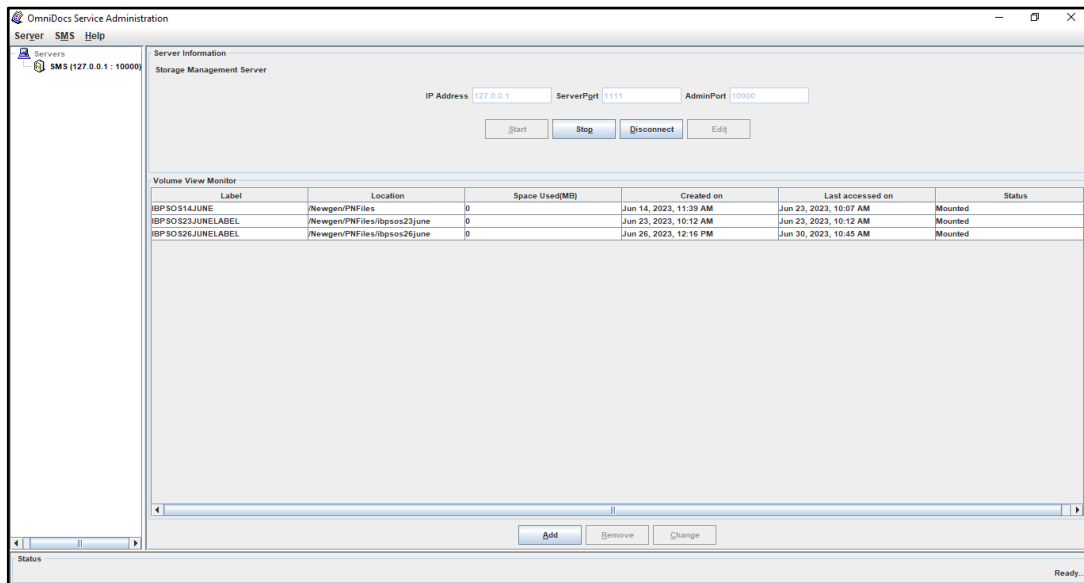 OmniDocs Service Administration
Server SMS Help
Servers
SMS (127.0.0.1 : 10000)
Server Information
Storage Management Server
IP Address 127.0.0.1 ServerPort 1111 AdminPort 10000
Start Stop Disconnect Edit
Volume View Monitor
Label Location Space Used(MB) Created on Last accessed on Status
IBPSOS14JUNE /Newgen/PNFiles 0 Jun 14, 2023, 11:39 AM Jun 23, 2023, 10:07 AM Mounted
IBPSOS23JUNELABEL /Newgen/PNFiles/ibpsos23june 0 Jun 23, 2023, 10:12 AM Jun 23, 2023, 10:12 AM Mounted
IBPSOS26JUNELABEL /Newgen/PNFiles/ibpsos26june 0 Jun 26, 2023, 12:16 PM Jun 30, 2023, 10:45 AM Mounted
Add Remove Change
Status
Ready..